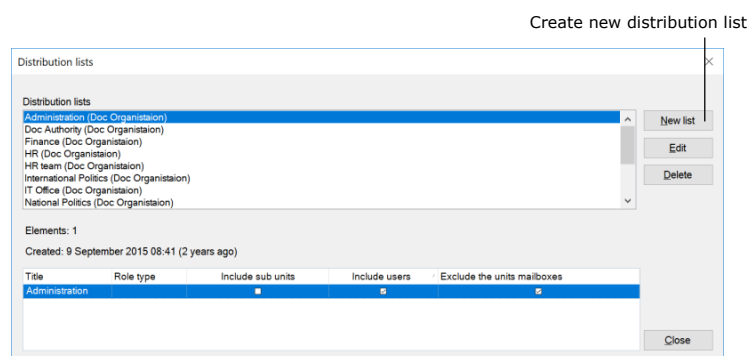 Create new distribution list
Distribution lists
Distribution lists
Administration (Doc Organistaion)
Doc Authority (Doc Organistaion)
Finance (Doc Organistaion)
HR (Doc Organistaion)
HR team (Doc Organistaion)
International Politics (Doc Organistaion)
IT Office (Doc Organistaion)
National Politics (Doc Organistaion)
New list
Edit
Delete
Elements: 1
Created: 9 September 2015 08:41 (2 years ago)
Title Role type Include sub units Include users Exclude the units mailboxes
Administration
Close